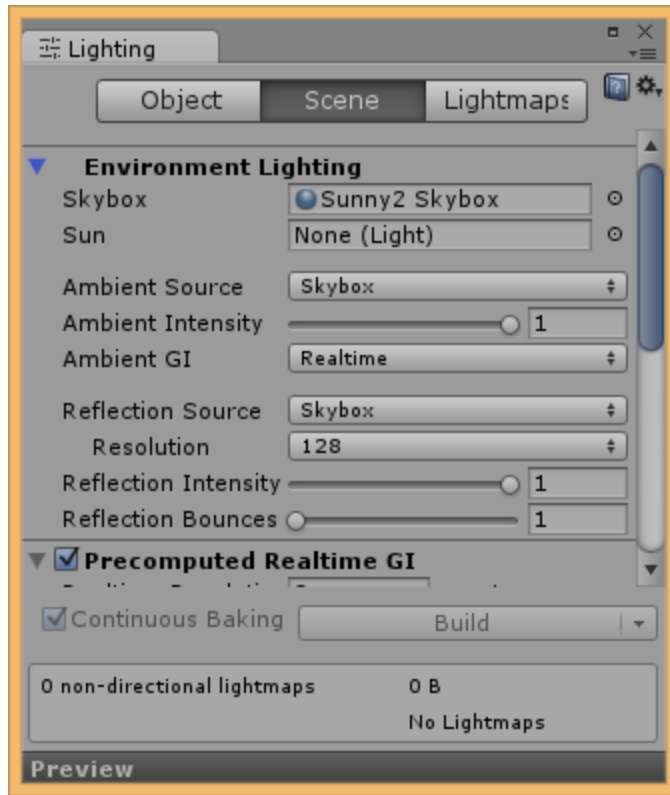 Lighting
Object Scene Lightmaps
Environment Lighting
Skybox Sunny2 Skybox
Sun None (Light)
Ambient Source Skybox
Ambient Intensity 1
Ambient GI Realtime
Reflection Source Skybox
Resolution 128
Reflection Intensity 1
Reflection Bounces 1
Precomputed Realtime GI
Continuous Baking Build
0 non-directional lightmaps 0 B
No Lightmaps
Preview